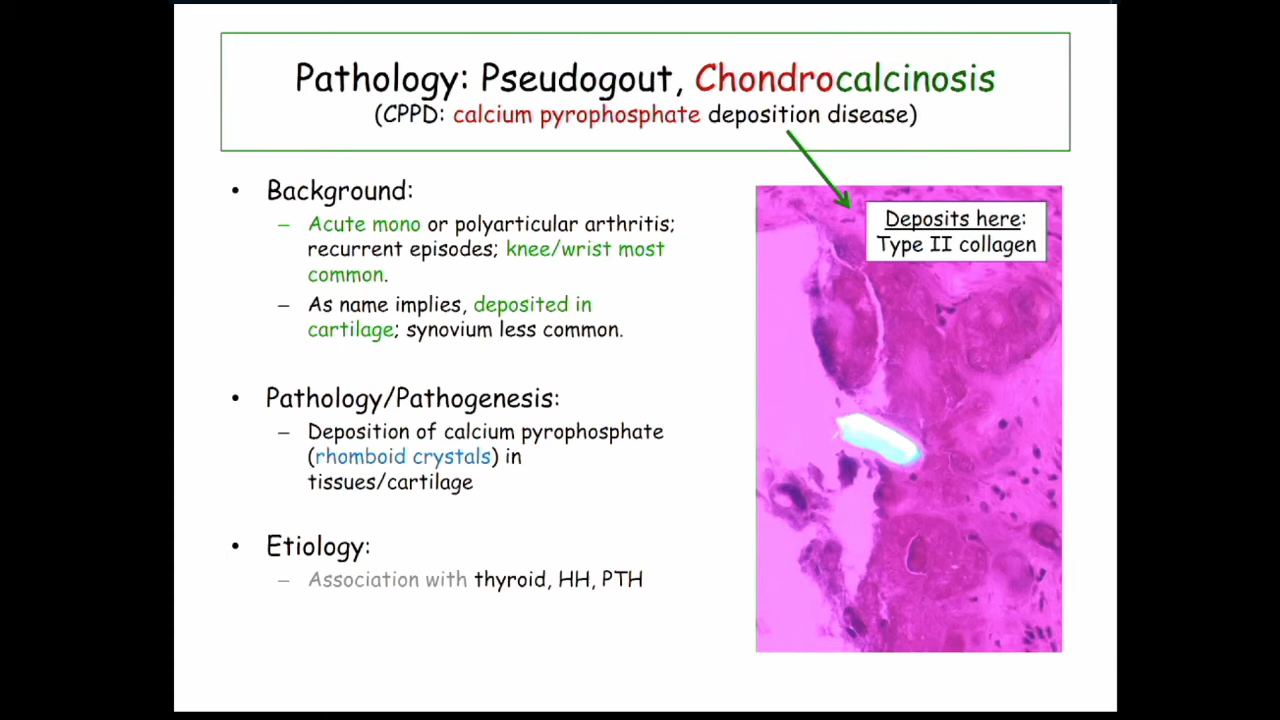 Pathology: Pseudogout, Chondrocalcinosis
(CPPD: calcium pyrophosphate deposition disease)
• Background:
– Acute mono or polyarticular arthritis;
recurrent episodes; knee/wrist most
common.
– As name implies, deposited in
cartilage; synovium less common.
• Pathology/Pathogenesis:
– Deposition of calcium pyrophosphate
(rhomboid crystals) in
tissues/cartilage
• Etiology:
– Association with thyroid, HH, PTH
Deposits here:
Type II collagen